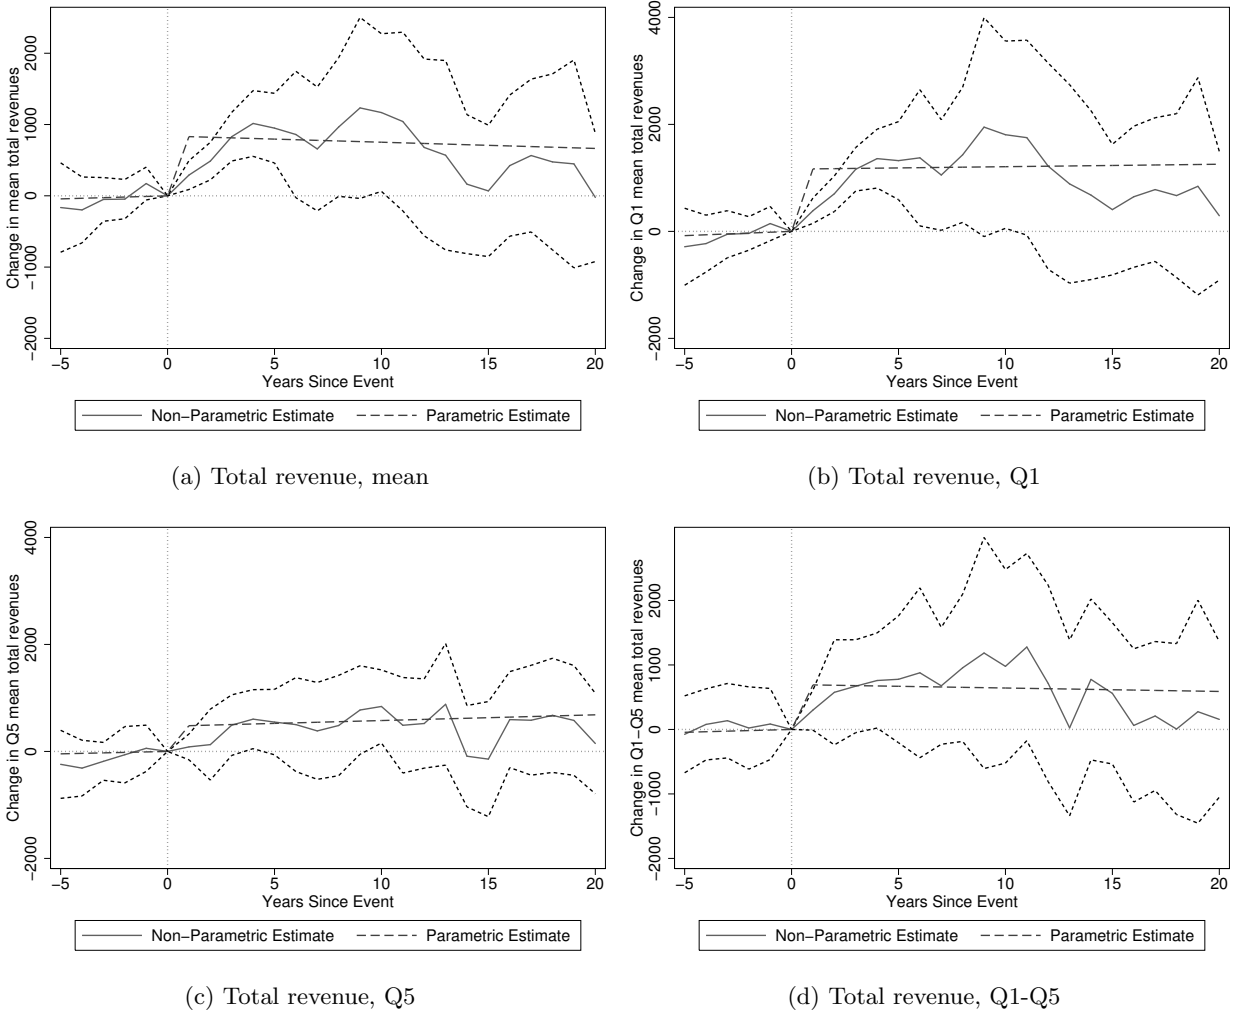 Change in mean total revenues
2000
1000
0
−1000
−2000
−5 0 5 10 15 20
Years Since Event
Non−Parametric Estimate Parametric Estimate
(a) Total revenue, mean
Change in Q1 mean total revenues
4000
2000
0
−2000
−5 0 5 10 15 20
Years Since Event
Non−Parametric Estimate Parametric Estimate
(b) Total revenue, Q1
Change in Q5 mean total revenues
4000
2000
0
−2000
−5 0 5 10 15 20
Years Since Event
Non−Parametric Estimate Parametric Estimate
(c) Total revenue, Q5
Change in Q1−Q5 mean total revenues
2000
1000
0
−1000
−2000
−5 0 5 10 15 20
Years Since Event
Non−Parametric Estimate Parametric Estimate
(d) Total revenue, Q1-Q5